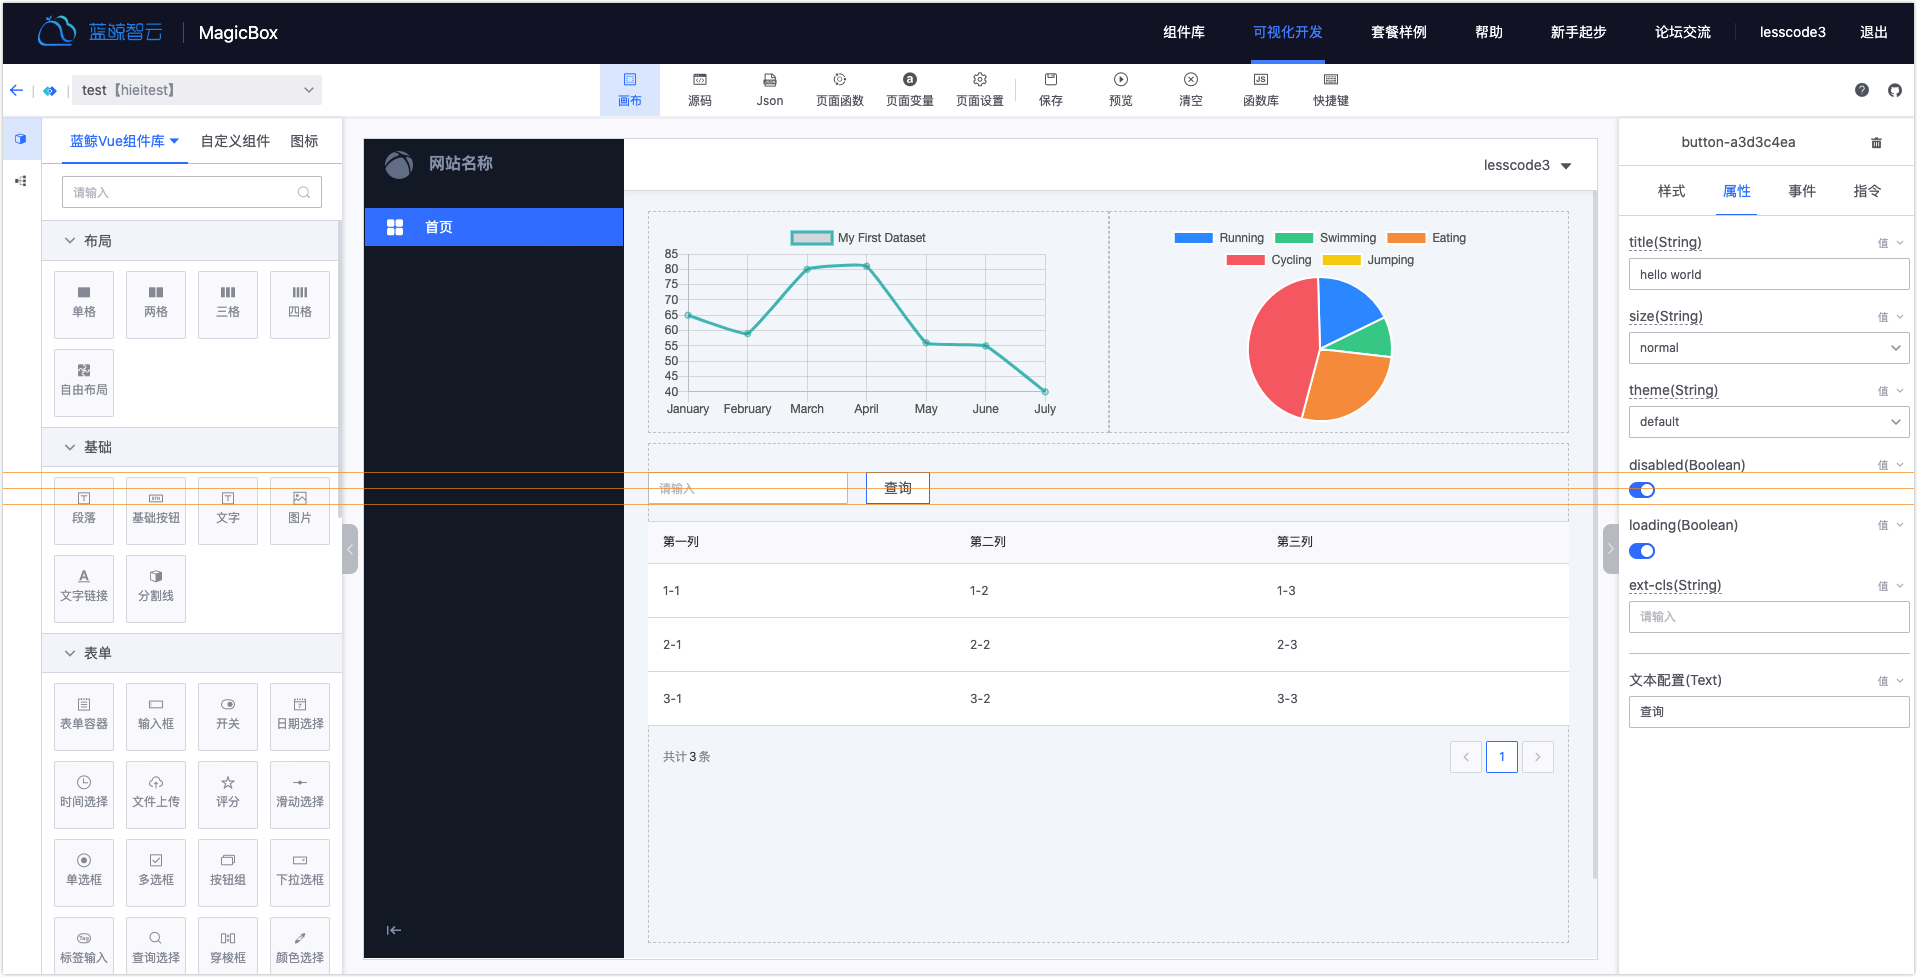 蓝鲸智云 MagicBox 组件库 可视化开发 套餐样例 帮助 新手起步 论坛交流 lesscode3 退出
test【hieitest】 画布 源码 Json 页面函数 页面变量 页面设置 保存 预览 清空 函数库 快捷键
蓝鲸Vue组件库 自定义组件 图标
请输入
布局
单格 两格 三格 四格
自由布局
基础
段落 基础按钮 文字 图片
文字链接 分割线
表单
表单容器 输入框 开关 日期选择
时间选择 文件上传 评分 滑动选择
单选框 多选框 按钮组 下拉选框
标签输入 查询选择 穿梭框 颜色选择
网站名称
首页
lesscode3
My First Dataset
85
80
75
70
65
60
55
50
45
40
January February March April May June July
Running Swimming Eating
Cycling Jumping
请输入 查询
第一列 第二列 第三列
1-1 1-2 1-3
2-1 2-2 2-3
3-1 3-2 3-3
共计 3 条 1
button-a3d3c4ea
样式 属性 事件 指令
title(String) 值
hello world
size(String) 值
normal
theme(String) 值
default
disabled(Boolean) 值
loading(Boolean) 值
ext-cls(String) 值
请输入
文本配置(Text) 值
查询